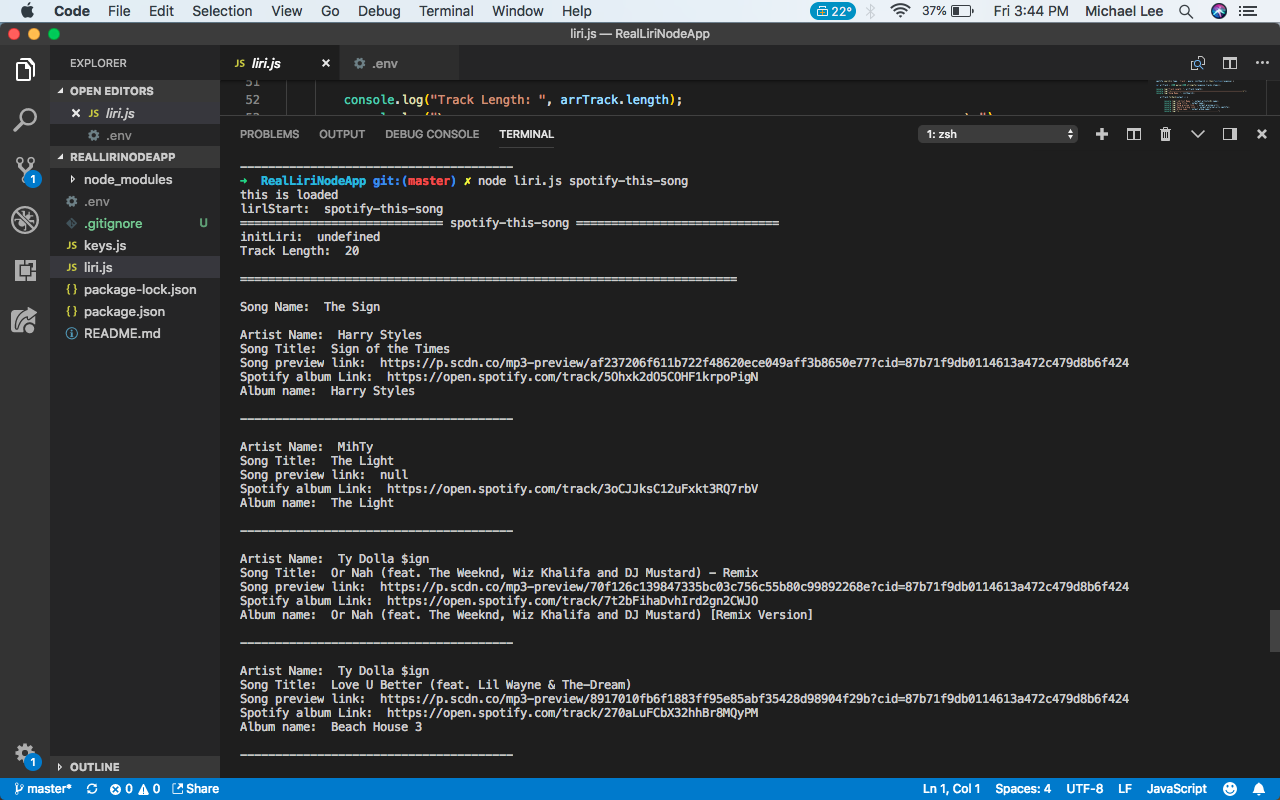 Code File Edit Selection View Go Debug Terminal Window Help 22° 37% Fri 3:44 PM Michael Lee
liri.js — RealLiriNodeApp
EXPLORER
OPEN EDITORS
JS liri.js
.env
REALLIRINODEAPP
node_modules
.env
.gitignore U
JS keys.js
JS liri.js
{ } package-lock.json
{ } package.json
README.md
OUTLINE
1
1
JS liri.js × .env
51
52 console.log("Track Length: ", arrTrack.length);
PROBLEMS OUTPUT DEBUG CONSOLE TERMINAL 1: zsh
---------------------------------------
→ RealLiriNodeApp git:(master) ✗ node liri.js spotify-this-song
this is loaded
lirlStart: spotify-this-song
============================= spotify-this-song =============================
initLiri: undefined
Track Length: 20
=======================================================================
Song Name: The Sign
Artist Name: Harry Styles
Song Title: Sign of the Times
Song preview link: https://p.scdn.co/mp3-preview/af237206f611b722f48620ece049aff3b8650e77?cid=87b71f9db0114613a472c479d8b6f424
Spotify album Link: https://open.spotify.com/track/5Ohxk2dO5COHF1krpoPigN
Album name: Harry Styles
---------------------------------------
Artist Name: MihTy
Song Title: The Light
Song preview link: null
Spotify album Link: https://open.spotify.com/track/3oCJJksC12uFxkt3RQ7rbV
Album name: The Light
---------------------------------------
Artist Name: Ty Dolla $ign
Song Title: Or Nah (feat. The Weeknd, Wiz Khalifa and DJ Mustard) - Remix
Song preview link: https://p.scdn.co/mp3-preview/70f126c139847335bc03c756c55b80c99892268e?cid=87b71f9db0114613a472c479d8b6f424
Spotify album Link: https://open.spotify.com/track/7t2bFihaDvhIrd2gn2CWJO
Album name: Or Nah (feat. The Weeknd, Wiz Khalifa and DJ Mustard) [Remix Version]
---------------------------------------
Artist Name: Ty Dolla $ign
Song Title: Love U Better (feat. Lil Wayne & The-Dream)
Song preview link: https://p.scdn.co/mp3-preview/8917010fb6f1883ff95e85abf35428d98904f29b?cid=87b71f9db0114613a472c479d8b6f424
Spotify album Link: https://open.spotify.com/track/270aLuFCbX32hhBr8MQyPM
Album name: Beach House 3
---------------------------------------
master* 0 0 Share Ln 1, Col 1 Spaces: 4 UTF-8 LF JavaScript